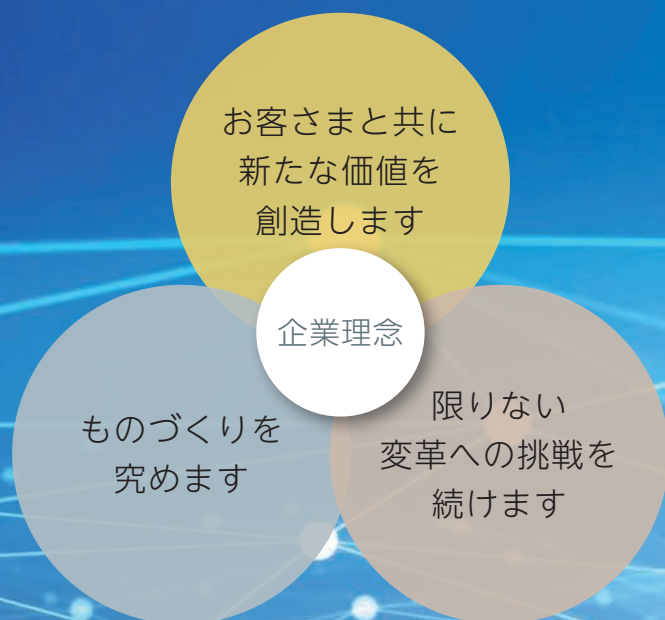 お客さまと共に
新たな価値を
創造します
企業理念
ものづくりを
究めます
限りない
変革への挑戦を
続けます